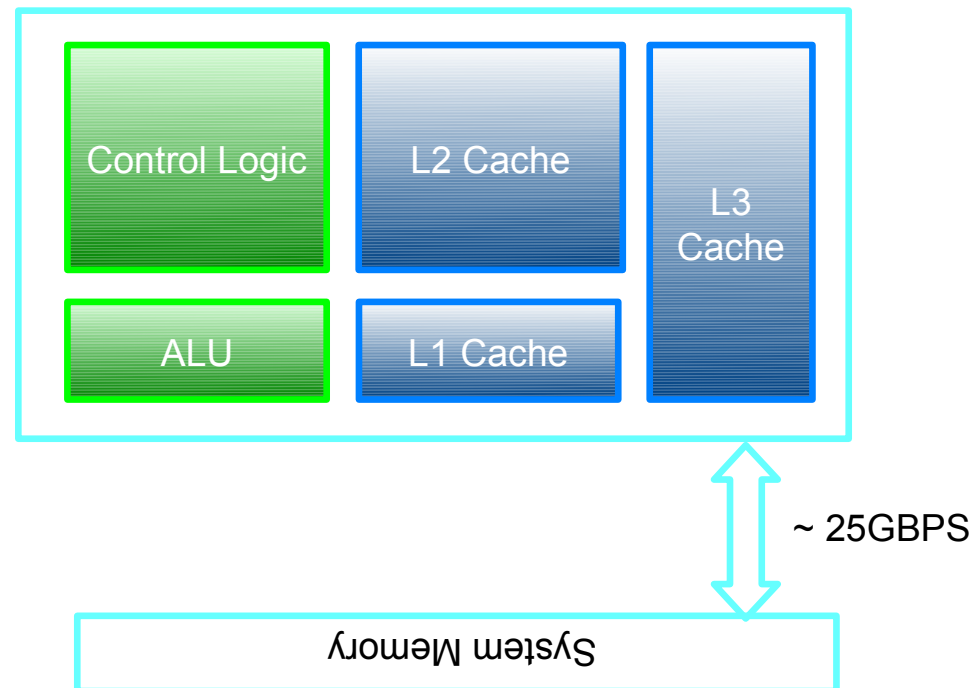 Control Logic
L2 Cache
L3
Cache
ALU
L1 Cache
~ 25GBPS
System Memory